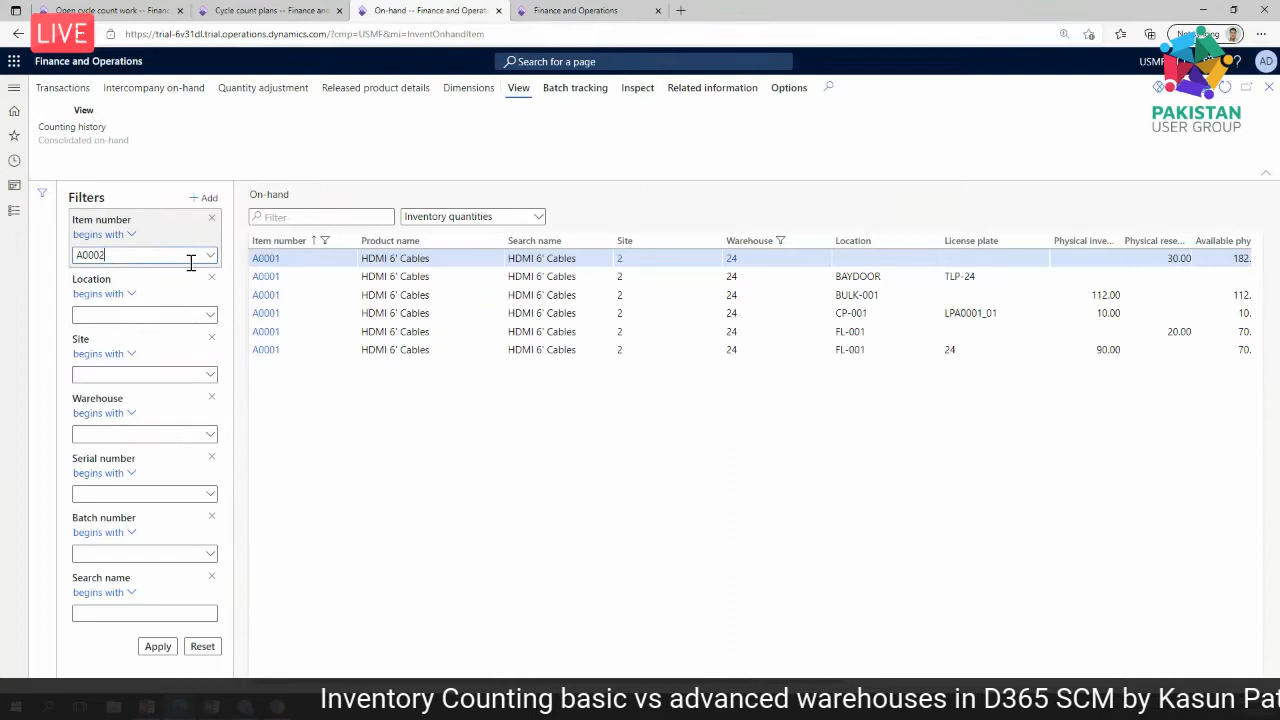 Open cycle count work -- Finance
Cycle count plans -- Finance and
On-hand -- Finance and Operations
Finance and Operations
LIVE
https://trial-6v31dl.trial.operations.dynamics.com/?cmp=USMF&mi=InventOnhandItem
Finance and Operations
Search for a page
USMF
?
AD
Transactions
Intercompany on-hand
Quantity adjustment
Released product details
Dimensions
View
Batch tracking
Inspect
Related information
Options
PAKISTAN
USER GROUP
View
Counting history
Consolidated on-hand
Filters
Add
Item number
begins with
A0002
Location
begins with
Site
begins with
Warehouse
begins with
Serial number
begins with
Batch number
begins with
Search name
begins with
Apply
Reset
On-hand
Filter
Inventory quantities
Item number Product name Search name Site Warehouse Location License plate Physical inve... Physical rese... Available phy
A0001 HDMI 6' Cables HDMI 6' Cables 2 24 30.00 182.
A0001 HDMI 6' Cables HDMI 6' Cables 2 24 BAYDOOR TLP-24
A0001 HDMI 6' Cables HDMI 6' Cables 2 24 BULK-001 112.00 112.
A0001 HDMI 6' Cables HDMI 6' Cables 2 24 CP-001 LPA0001_01 10.00 10.
A0001 HDMI 6' Cables HDMI 6' Cables 2 24 FL-001 20.00 70.
A0001 HDMI 6' Cables HDMI 6' Cables 2 24 FL-001 24 90.00 70.
Inventory Counting basic vs advanced warehouses in D365 SCM by Kasun Pat